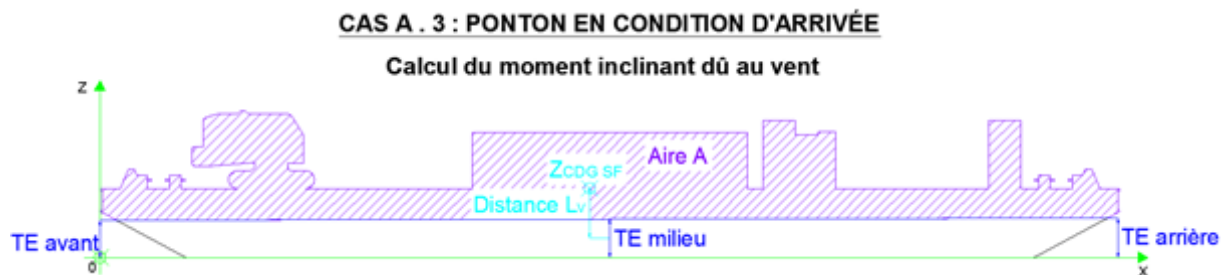 CAS A . 3 : PONTON EN CONDITION D'ARRIVÉE
Calcul du moment inclinant dû au vent
Z
Aire A
ZCDG SF
Distance Lv
TE avant
TE milieu
TE arrière
0
X